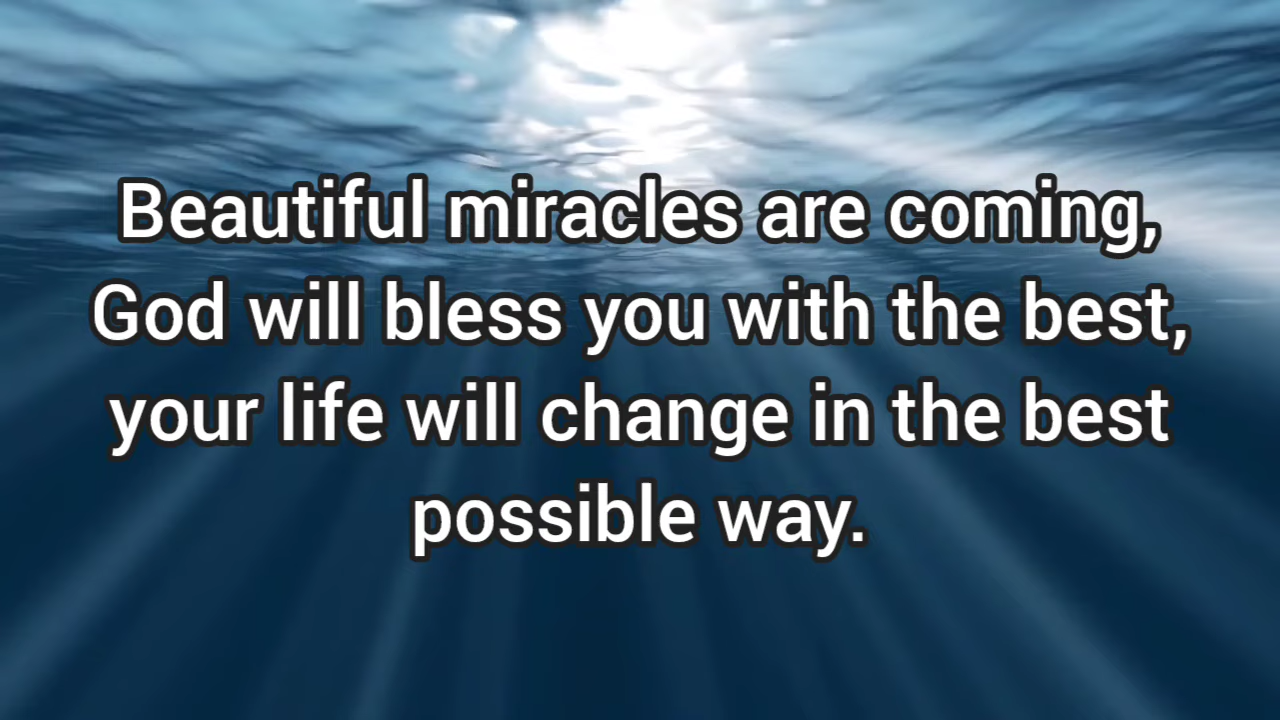 Beautiful miracles are coming,
God will bless you with the best,
your life will change in the best
possible way.